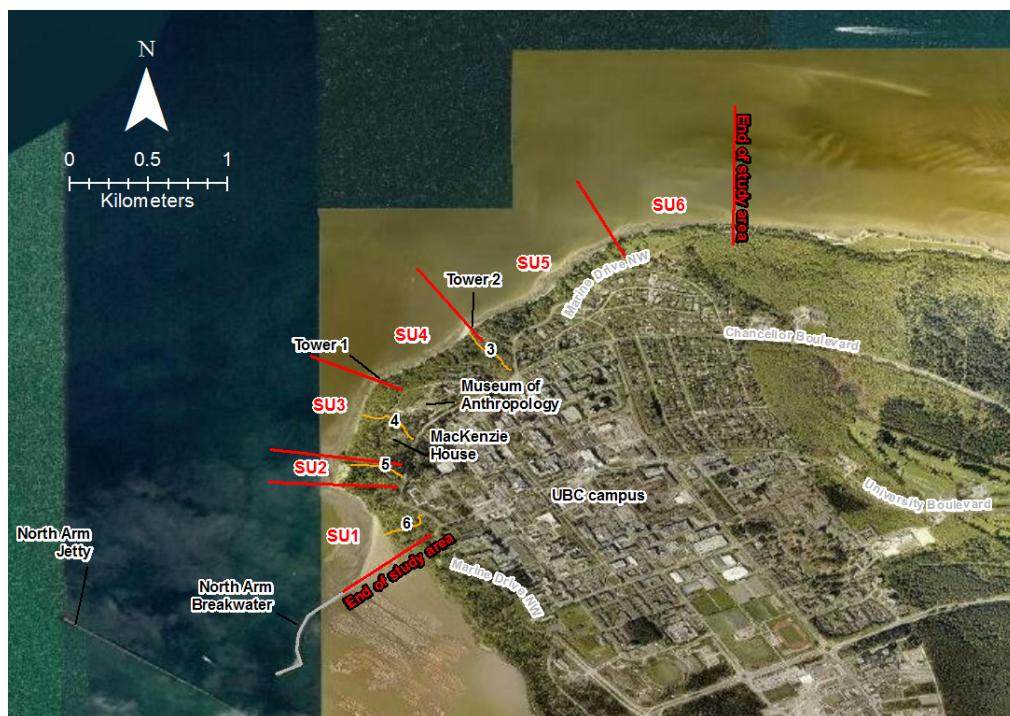 N
0 0.5 1
Kilometers
End of study area
SU6
SU5
Marine Drive NW
Tower 2
SU4
Chancellor Boulevard
Tower 1
3
Museum of
Anthropology
SU3
4
MacKenzie
House
SU2
5
UBC campus
University Boulevard
6
SU1
North Arm
Jetty
End of study area
Marine Drive NW
North Arm
Breakwater